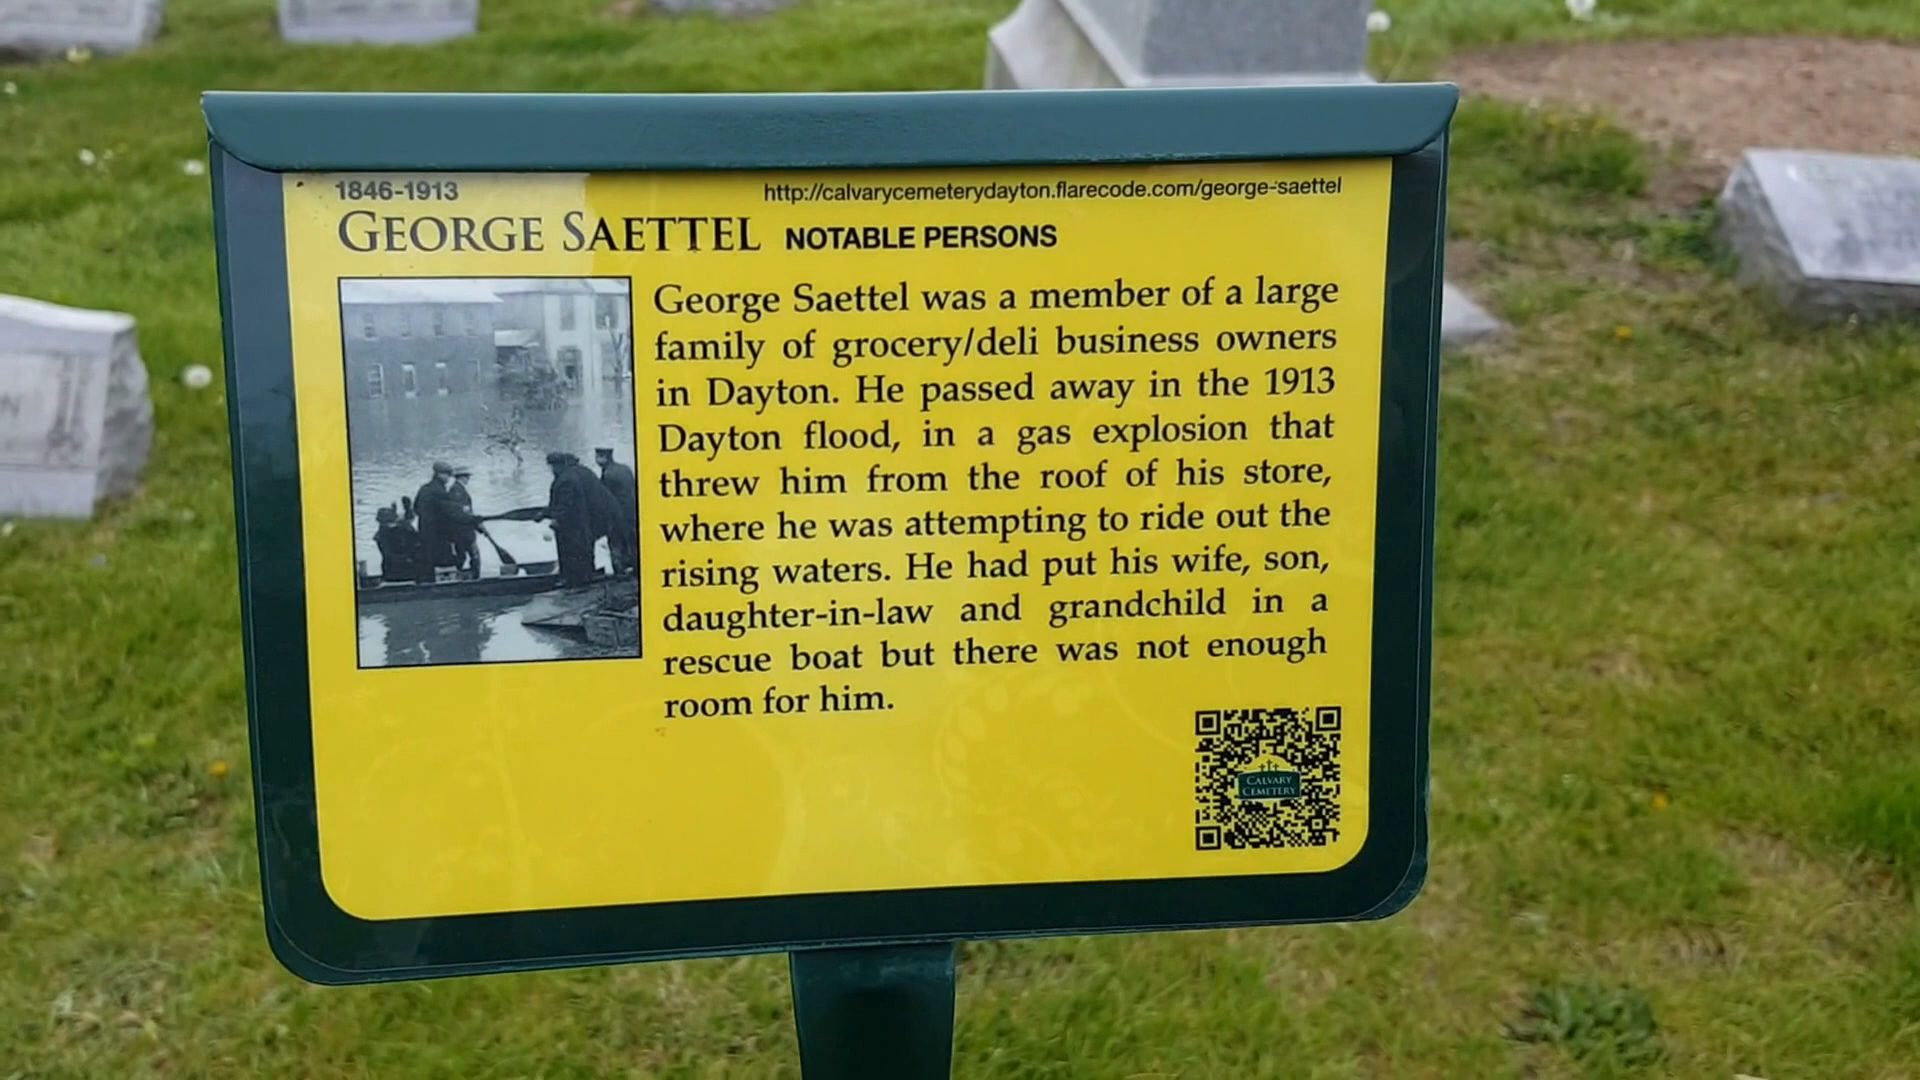 1846-1913
http://calvarycemeterydayton.flarecode.com/george-saettel
GEORGE SAETTEL NOTABLE PERSONS
George Saettel was a member of a large
family of grocery/deli business owners
in Dayton. He passed away in the 1913
Dayton flood, in a gas explosion that
threw him from the roof of his store,
where he was attempting to ride out the
rising waters. He had put his wife, son,
daughter-in-law and grandchild in a
rescue boat but there was not enough
room for him.
CALVARY
CEMETERY